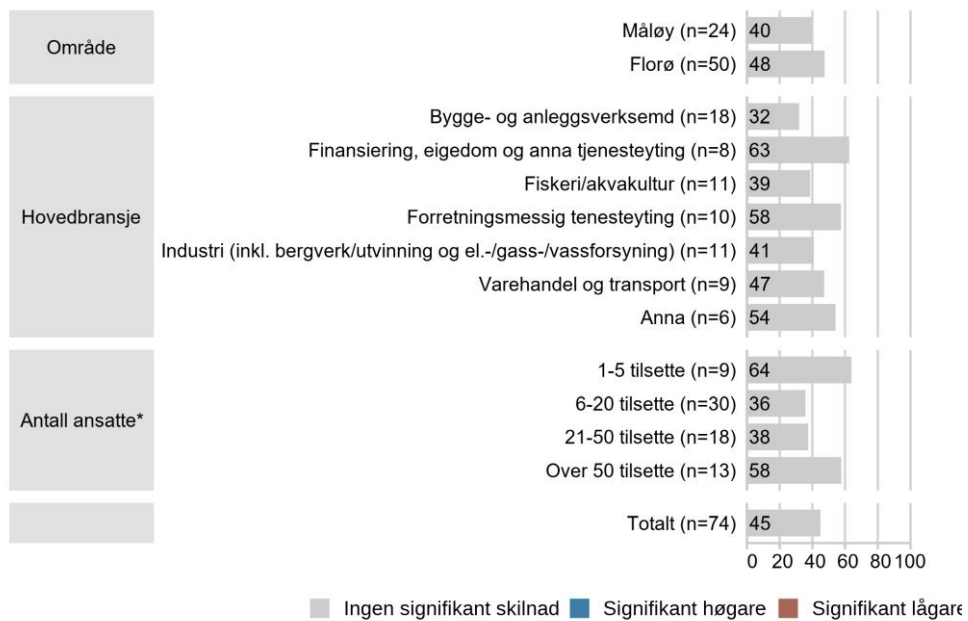 Område
Måløy (n=24) 40
Florø (n=50) 48
Hovedbransje
Bygge- og anleggsverksemd (n=18) 32
Finansiering, eigedom og anna tjenesteyting (n=8) 63
Fiskeri/akvakultur (n=11) 39
Forretningsmessig tenesteyting (n=10) 58
Industri (inkl. bergverk/utvinning og el.-/gass-/vassforsyning) (n=11) 41
Varehandel og transport (n=9) 47
Anna (n=6) 54
Antall ansatte*
1-5 tilsette (n=9) 64
6-20 tilsette (n=30) 36
21-50 tilsette (n=18) 38
Over 50 tilsette (n=13) 58
Totalt (n=74) 45
0 20 40 60 80 100
Ingen signifikant skilnad Signifikant høgare Signifikant lågare